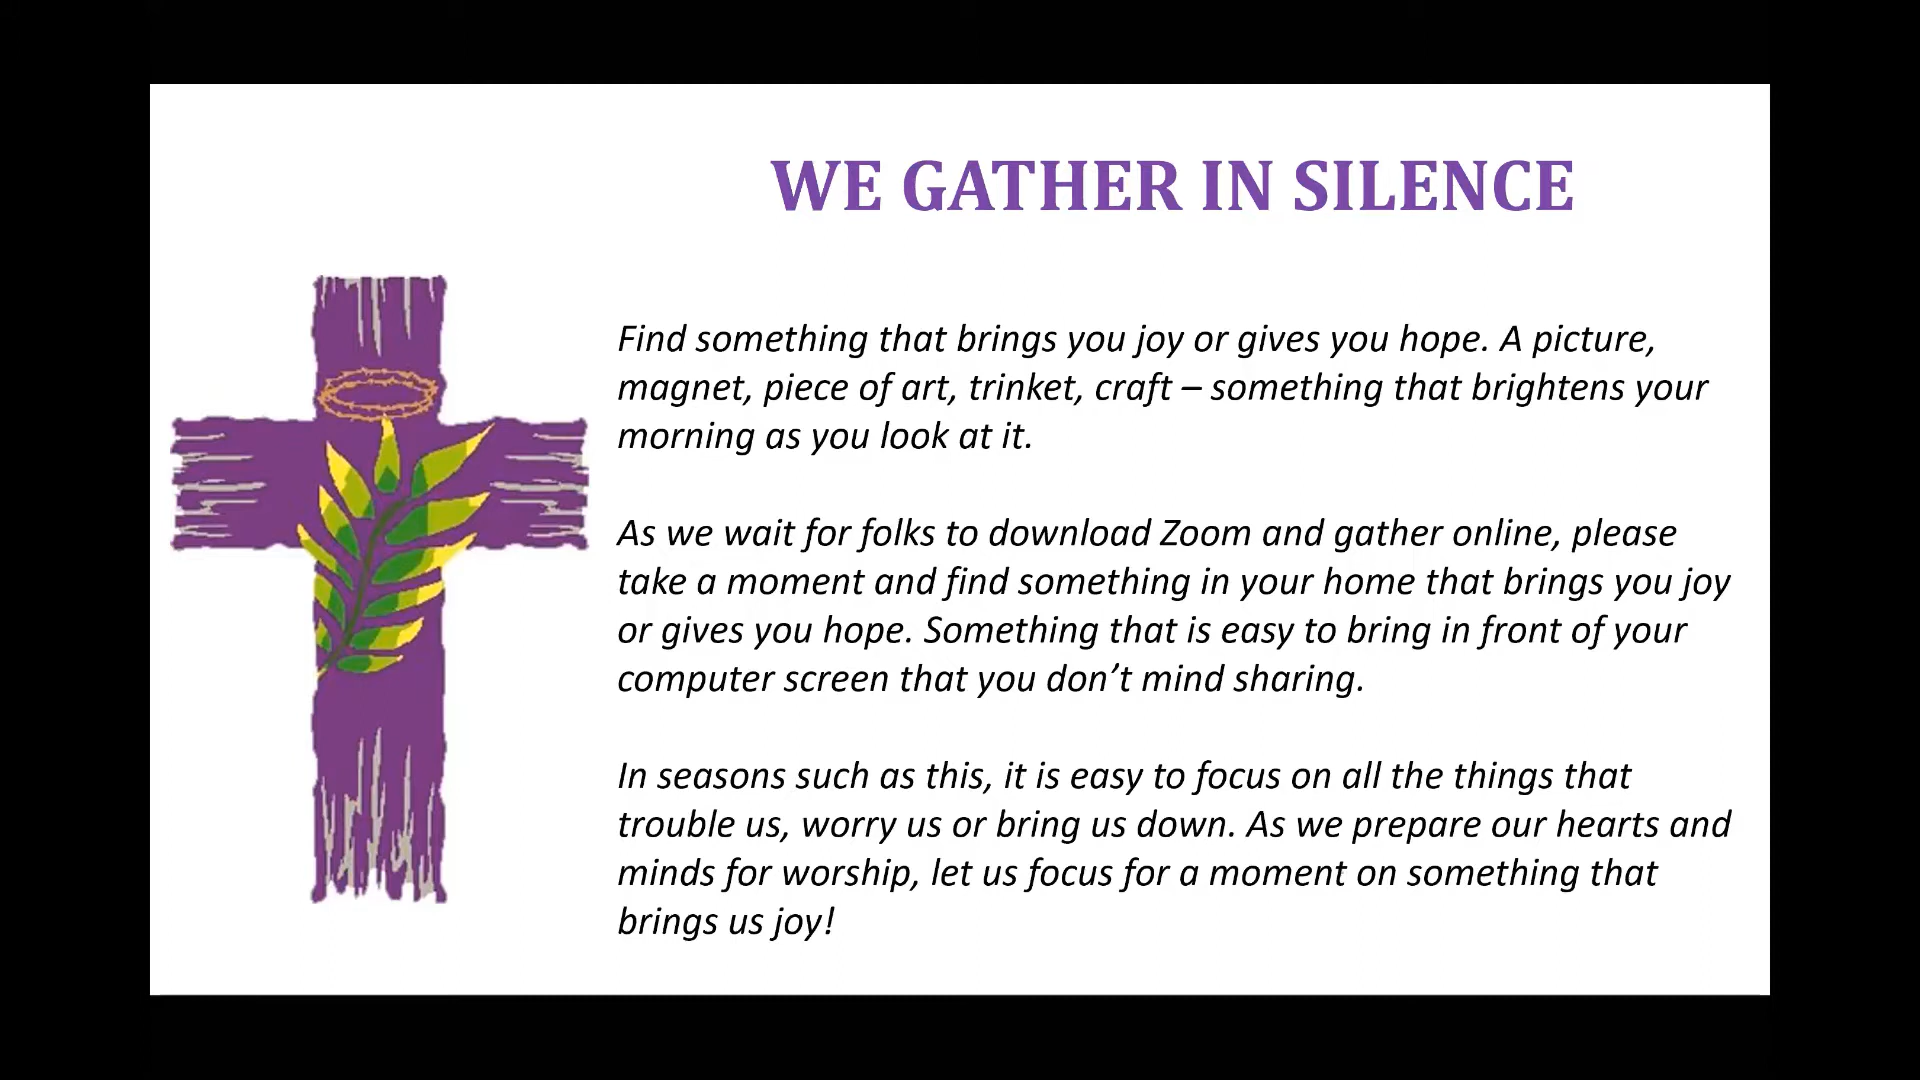 WE GATHER IN SILENCE
Find something that brings you joy or gives you hope. A picture,
magnet, piece of art, trinket, craft – something that brightens your
morning as you look at it.
As we wait for folks to download Zoom and gather online, please
take a moment and find something in your home that brings you joy
or gives you hope. Something that is easy to bring in front of your
computer screen that you don’t mind sharing.
In seasons such as this, it is easy to focus on all the things that
trouble us, worry us or bring us down. As we prepare our hearts and
minds for worship, let us focus for a moment on something that
brings us joy!